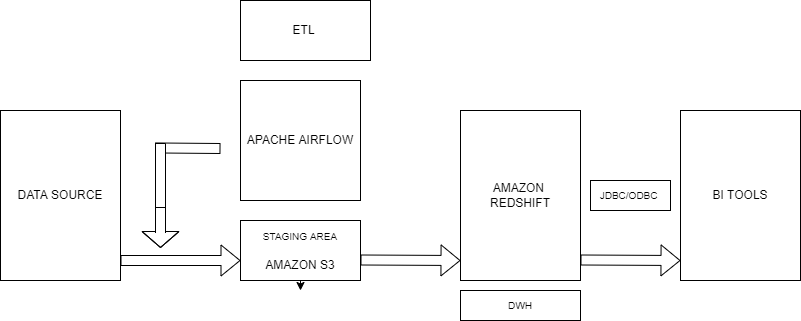 ETL
APACHE AIRFLOW
DATA SOURCE
AMAZON
REDSHIFT
JDBC/ODBC
BI TOOLS
STAGING AREA
AMAZON S3
DWH